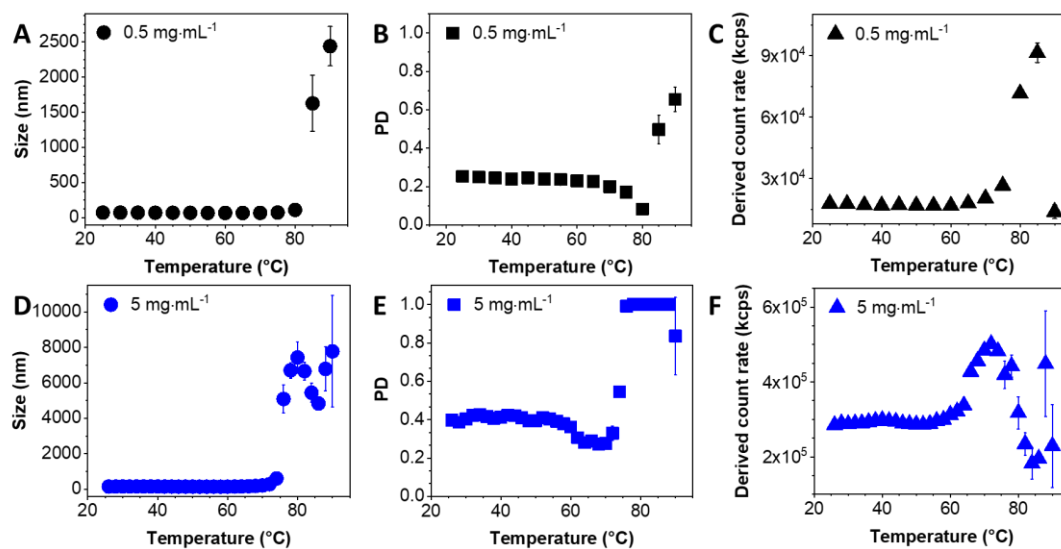 A
0.5 mg·mL⁻¹
Size (nm)
2500
2000
1500
1000
500
0
20 40 60 80
Temperature (°C)
B
0.5 mg·mL⁻¹
PD
1.0
0.8
0.6
0.4
0.2
0.0
20 40 60 80
Temperature (°C)
C
0.5 mg·mL⁻¹
Derived count rate (kcps)
9x10⁴
6x10⁴
3x10⁴
20 40 60 80
Temperature (°C)
D
5 mg·mL⁻¹
Size (nm)
10000
8000
6000
4000
2000
0
20 40 60 80
Temperature (°C)
E
5 mg·mL⁻¹
PD
1.0
0.8
0.6
0.4
0.2
0.0
20 40 60 80
Temperature (°C)
F
5 mg·mL⁻¹
Derived count rate (kcps)
6x10⁵
4x10⁵
2x10⁵
20 40 60 80
Temperature (°C)